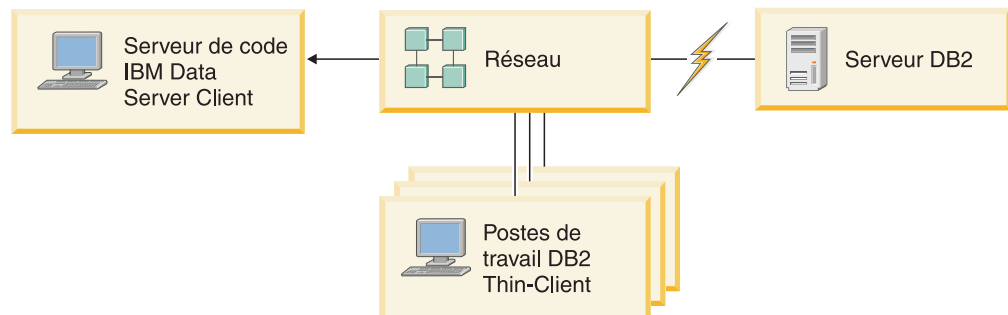 Serveur de code
IBM Data
Server Client
Réseau
Serveur DB2
Postes de
travail DB2
Thin-Client